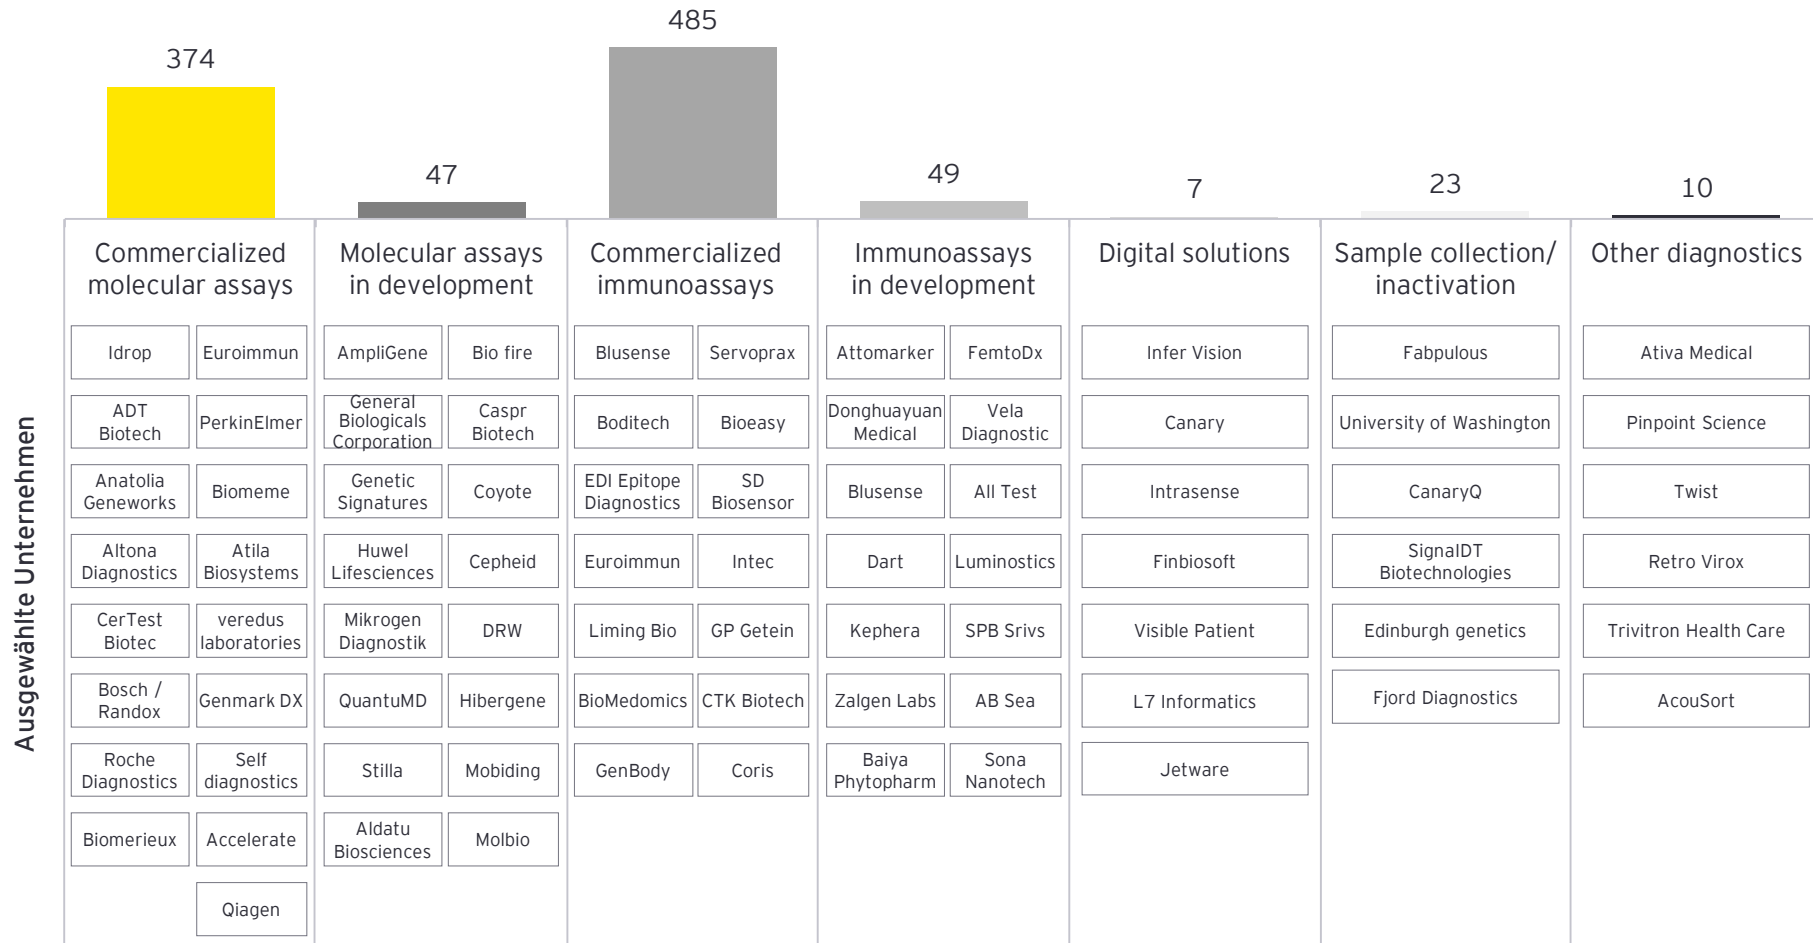 374
47
485
49
7
23
10
Commercialized
molecular assays
Molecular assays
in development
Commercialized
immunoassays
Immunoassays
in development
Digital solutions
Sample collection/
inactivation
Other diagnostics
Ausgewählte Unternehmen
Idrop
Euroimmun
ADT
Biotech
PerkinElmer
Anatolia
Geneworks
Biomeme
Altona
Diagnostics
Atila
Biosystems
CerTest
Biotec
veredus
laboratories
Bosch /
Randox
Genmark DX
Roche
Diagnostics
Self
diagnostics
Biomerieux
Accelerate
Qiagen
AmpliGene
Bio fire
General
Biologicals
Corporation
Caspr
Biotech
Genetic
Signatures
Coyote
Huwel
Lifesciences
Cepheid
Mikrogen
Diagnostik
DRW
QuantuMD
Hibergene
Stilla
Mobiding
Aldatu
Biosciences
Molbio
Blusense
Servoprax
Boditech
Bioeasy
EDI Epitope
Diagnostics
SD
Biosensor
Euroimmun
Intec
Liming Bio
GP Getein
BioMedomics
CTK Biotech
GenBody
Coris
Attomarker
FemtoDx
Donghuayuan
Medical
Vela
Diagnostic
Blusense
All Test
Dart
Luminostics
Kephera
SPB Srivs
Zalgen Labs
AB Sea
Baiya
Phytopharm
Sona
Nanotech
Infer Vision
Canary
Intrasense
Finbiosoft
Visible Patient
L7 Informatics
Jetware
Fabpulous
University of Washington
CanaryQ
SignalDT
Biotechnologies
Edinburgh genetics
Fjord Diagnostics
Ativa Medical
Pinpoint Science
Twist
Retro Virox
Trivitron Health Care
AcouSort